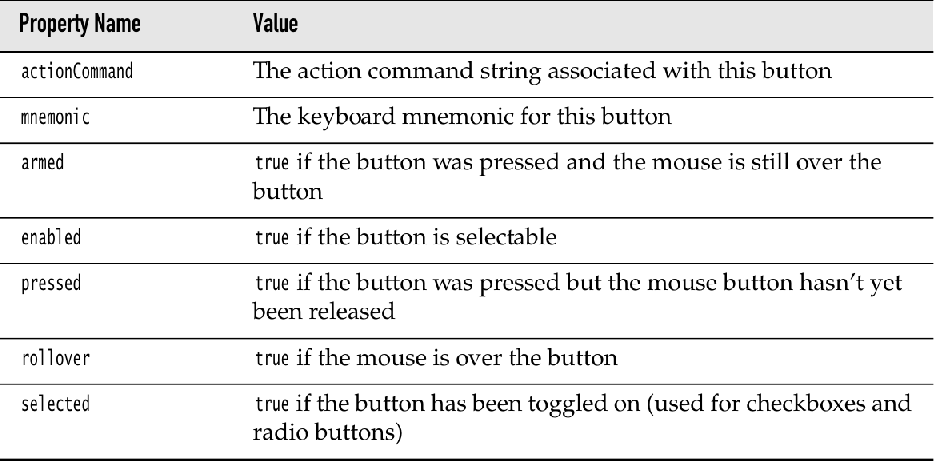 Property Name Value
actionCommand The action command string associated with this button
mnemonic The keyboard mnemonic for this button
armed true if the button was pressed and the mouse is still over the
button
enabled true if the button is selectable
pressed true if the button was pressed but the mouse button hasn’t yet
been released
rollover true if the mouse is over the button
selected true if the button has been toggled on (used for checkboxes and
radio buttons)